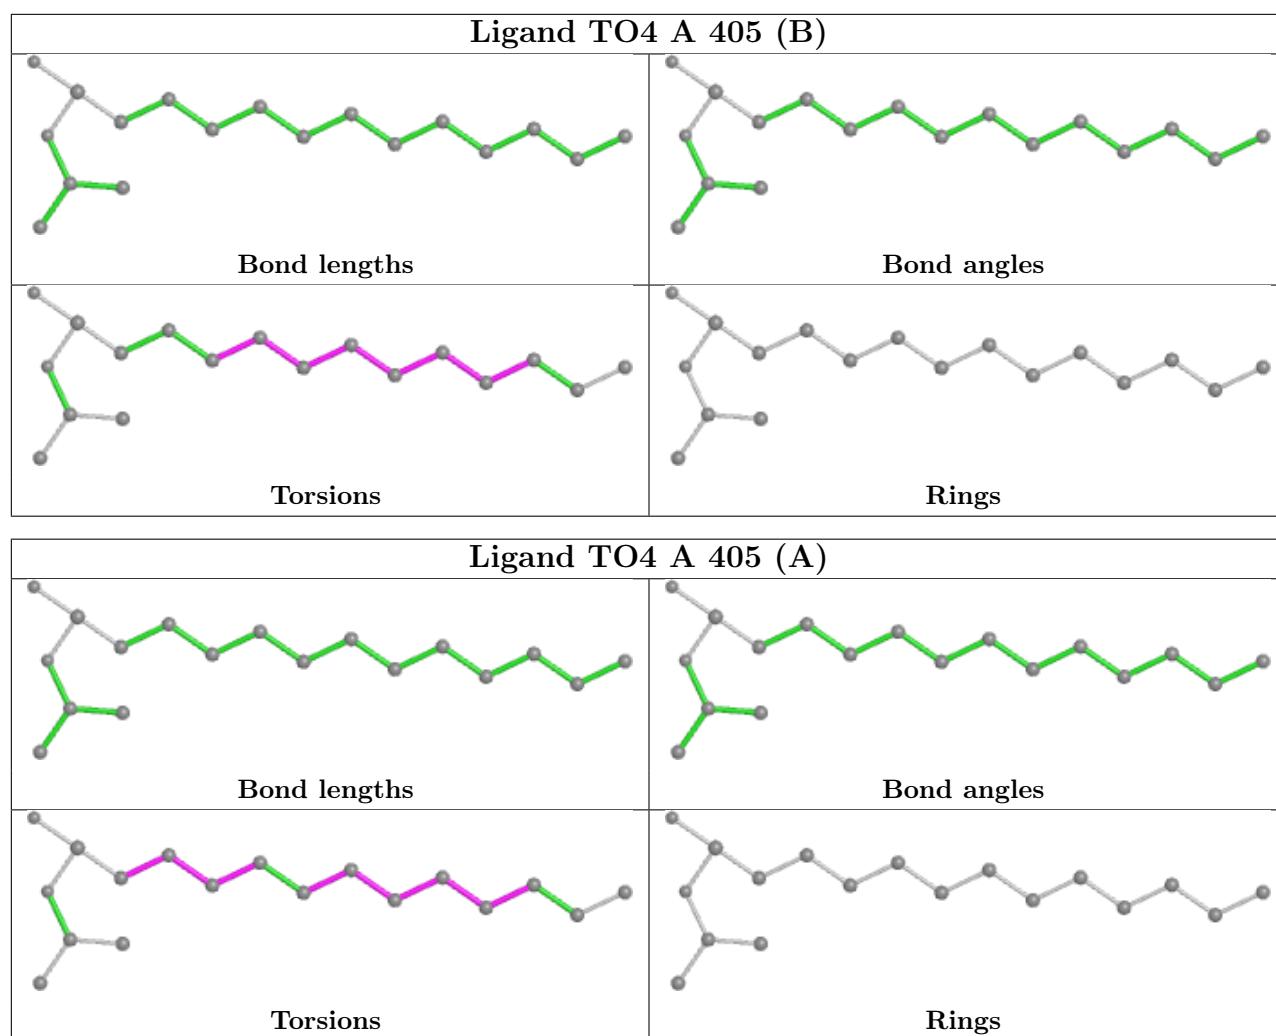 Ligand TO4 A 405 (B)
Bond lengths
Bond angles
Torsions
Rings
Ligand TO4 A 405 (A)
Bond lengths
Bond angles
Torsions
Rings